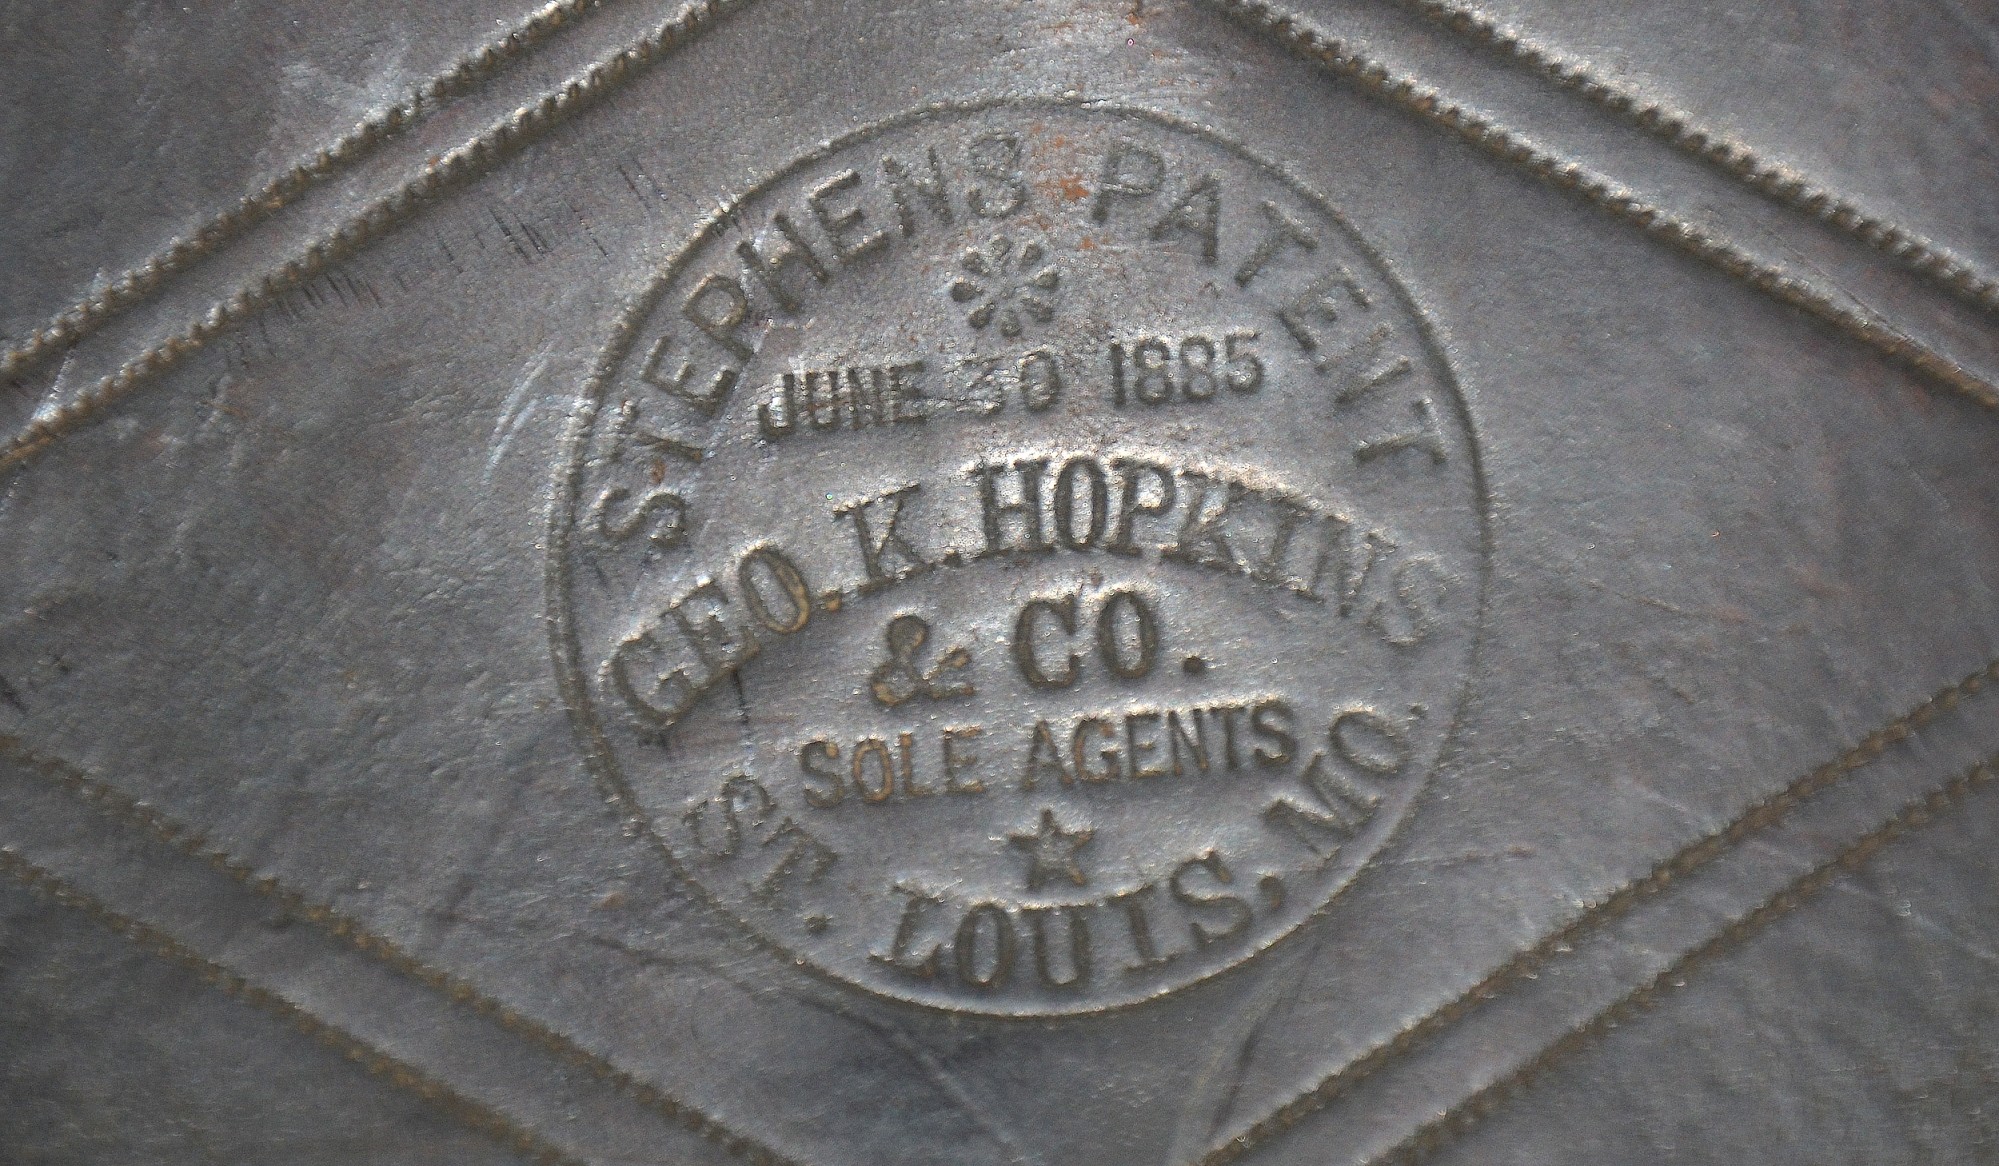 STEPHENS PATENT
JUNE 30 1885
GEO. K. HOPKINS
& CO.
SOLE AGENTS
ST. LOUIS, MO.